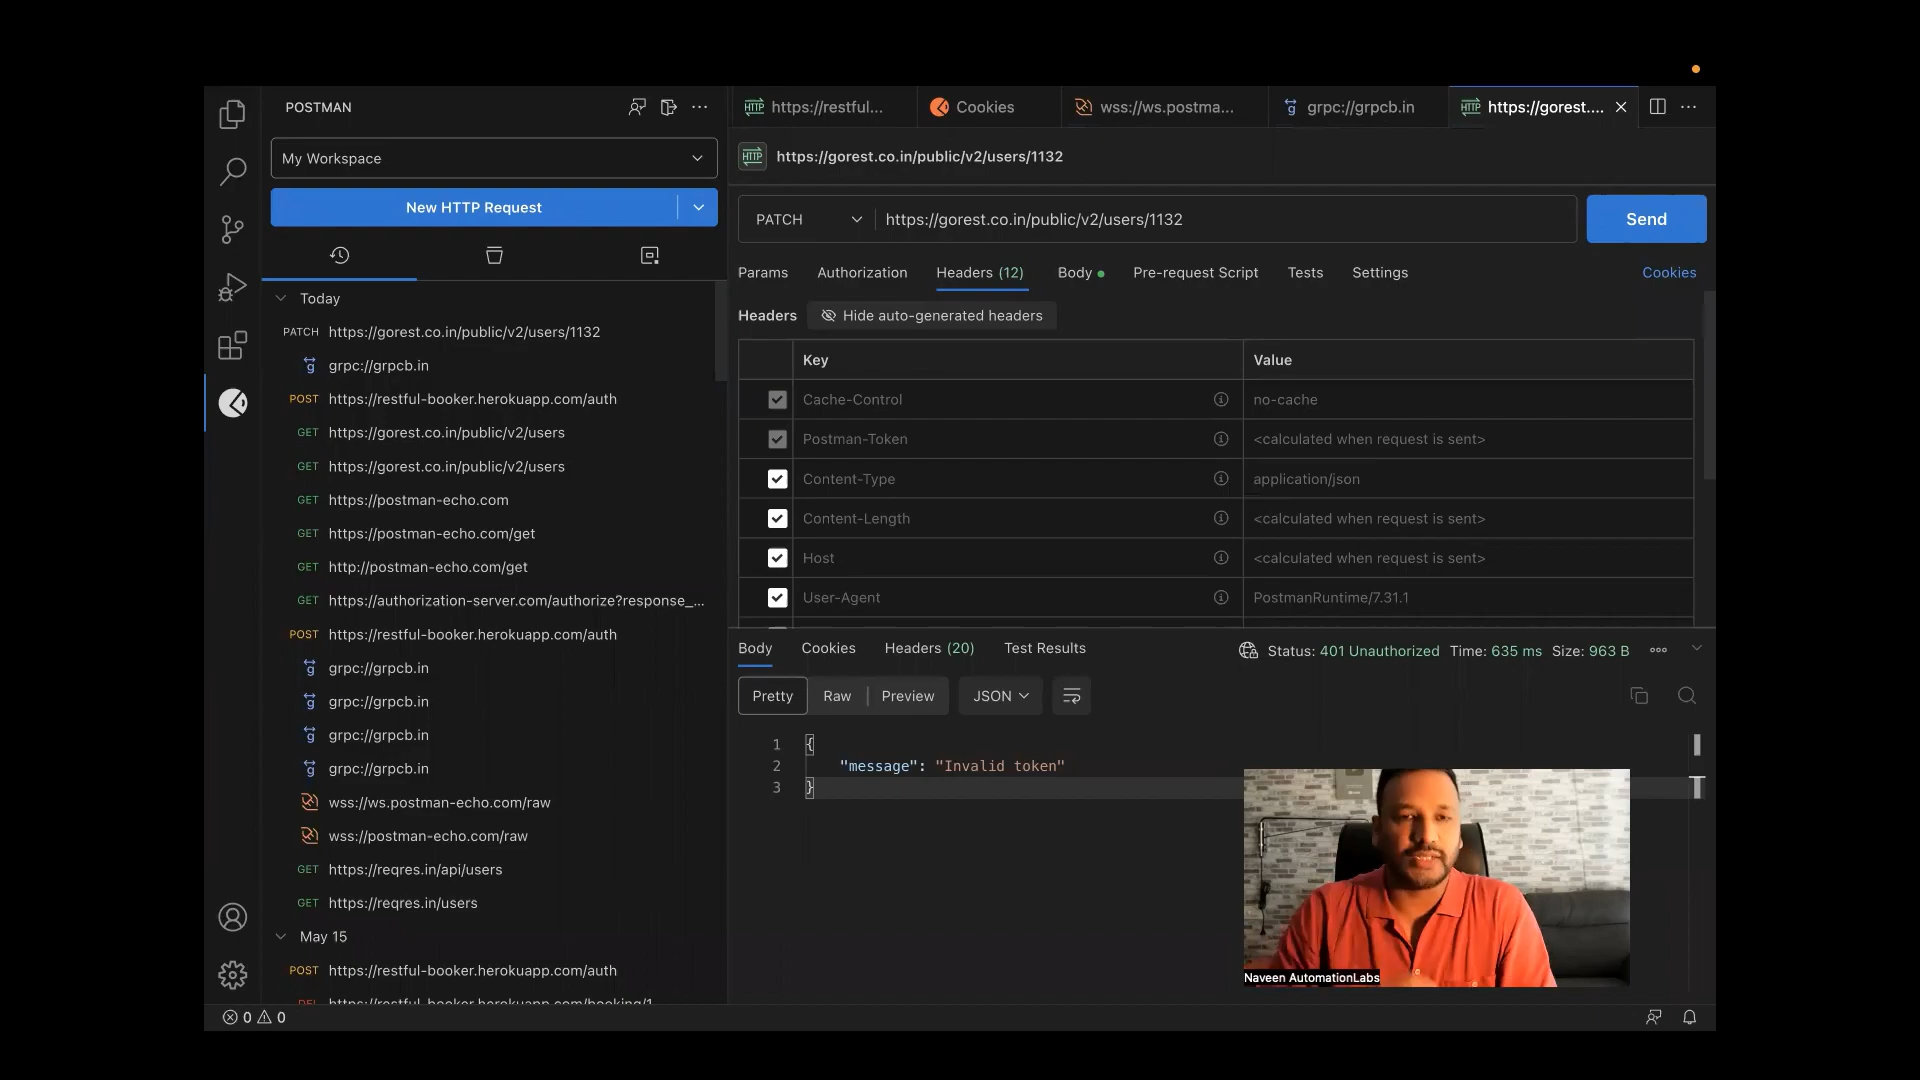 POSTMAN
My Workspace
New HTTP Request
Today
PATCH https://gorest.co.in/public/v2/users/1132
grpc://grpcb.in
POST https://restful-booker.herokuapp.com/auth
GET https://gorest.co.in/public/v2/users
GET https://gorest.co.in/public/v2/users
GET https://postman-echo.com
GET https://postman-echo.com/get
GET http://postman-echo.com/get
GET https://authorization-server.com/authorize?response_...
POST https://restful-booker.herokuapp.com/auth
grpc://grpcb.in
grpc://grpcb.in
grpc://grpcb.in
grpc://grpcb.in
wss://ws.postman-echo.com/raw
wss://postman-echo.com/raw
GET https://reqres.in/api/users
GET https://reqres.in/users
May 15
POST https://restful-booker.herokuapp.com/auth
DEL https://restful-booker.herokuapp.com/booking/1
0 0
HTTP https://restful... Cookies wss://ws.postma... grpc://grpcb.in HTTP https://gorest....
HTTP https://gorest.co.in/public/v2/users/1132
PATCH https://gorest.co.in/public/v2/users/1132 Send
Params Authorization Headers (12) Body Pre-request Script Tests Settings Cookies
Headers Hide auto-generated headers
Key Value
Cache-Control no-cache
Postman-Token <calculated when request is sent>
Content-Type application/json
Content-Length <calculated when request is sent>
Host <calculated when request is sent>
User-Agent PostmanRuntime/7.31.1
Body Cookies Headers (20) Test Results Status: 401 Unauthorized Time: 635 ms Size: 963 B
Pretty Raw Preview JSON
1 {
2 "message": "Invalid token"
3 }
Naveen AutomationLabs